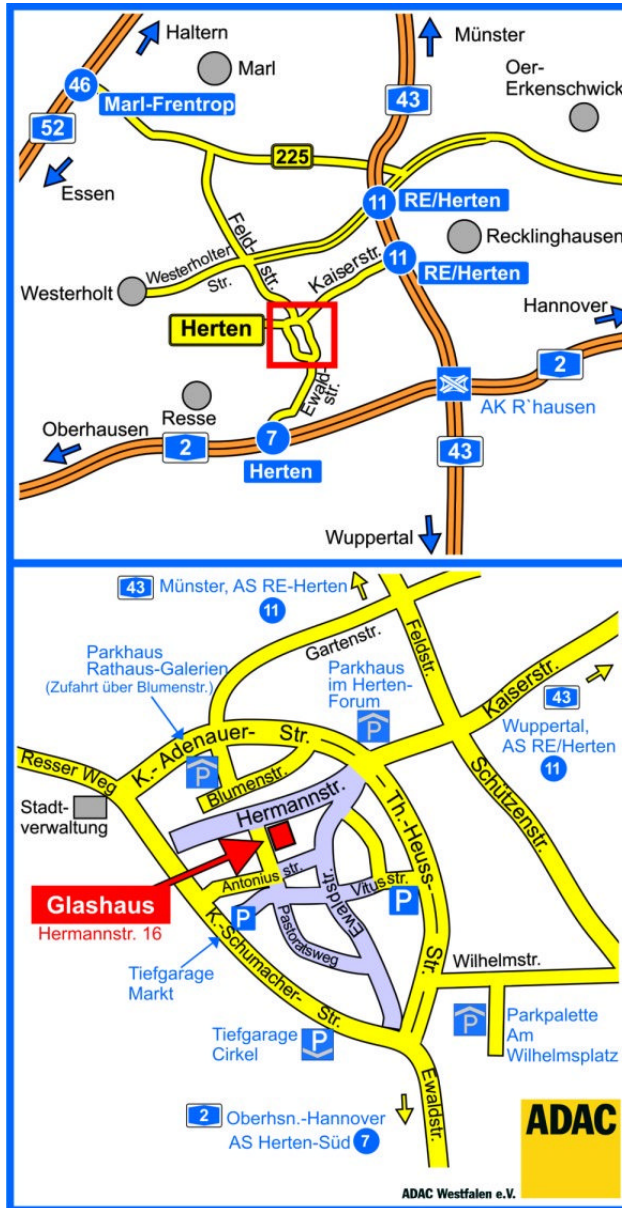 Haltern
Münster
Marl
Oer-
Erkenschwick
46
Marl-Frentrop
43
52
225
Essen
11
RE/Herten
Feld-
str.
Recklinghausen
Westerholter
Str.
Kaiserstr.
11
RE/Herten
Westerholt
Hannover
Herten
2
Resse
Ewald-
str.
AK R`hausen
Oberhausen
2
7
Herten
43
Wuppertal
43
Münster, AS RE-Herten
11
Parkhaus
Rathaus-Galerien
(Zufahrt über Blumenstr.)
Gartenstr.
Feldstr.
Parkhaus
im Herten-
Forum
Kaiserstr.
43
Wuppertal,
AS RE/Herten
11
Resser Weg
K.- Adenauer-
Str.
P
P
Blumenstr.
Stadt-
verwaltung
Hermannstr.
Th.-Heuss-
Str.
Schützenstr.
Glashaus
Hermannstr. 16
Antonius
str.
Ewaldstr.
Vitus
str.
P
P
Pastoratsweg
K.-Schumacher-
Str.
Tiefgarage
Markt
Wilhelmstr.
P
Parkpalette
Am
Wilhelmsplatz
Tiefgarage
Cirkel
P
Ewaldstr.
2
Oberhsn.-Hannover
AS Herten-Süd
7
ADAC
ADAC Westfalen e.V.